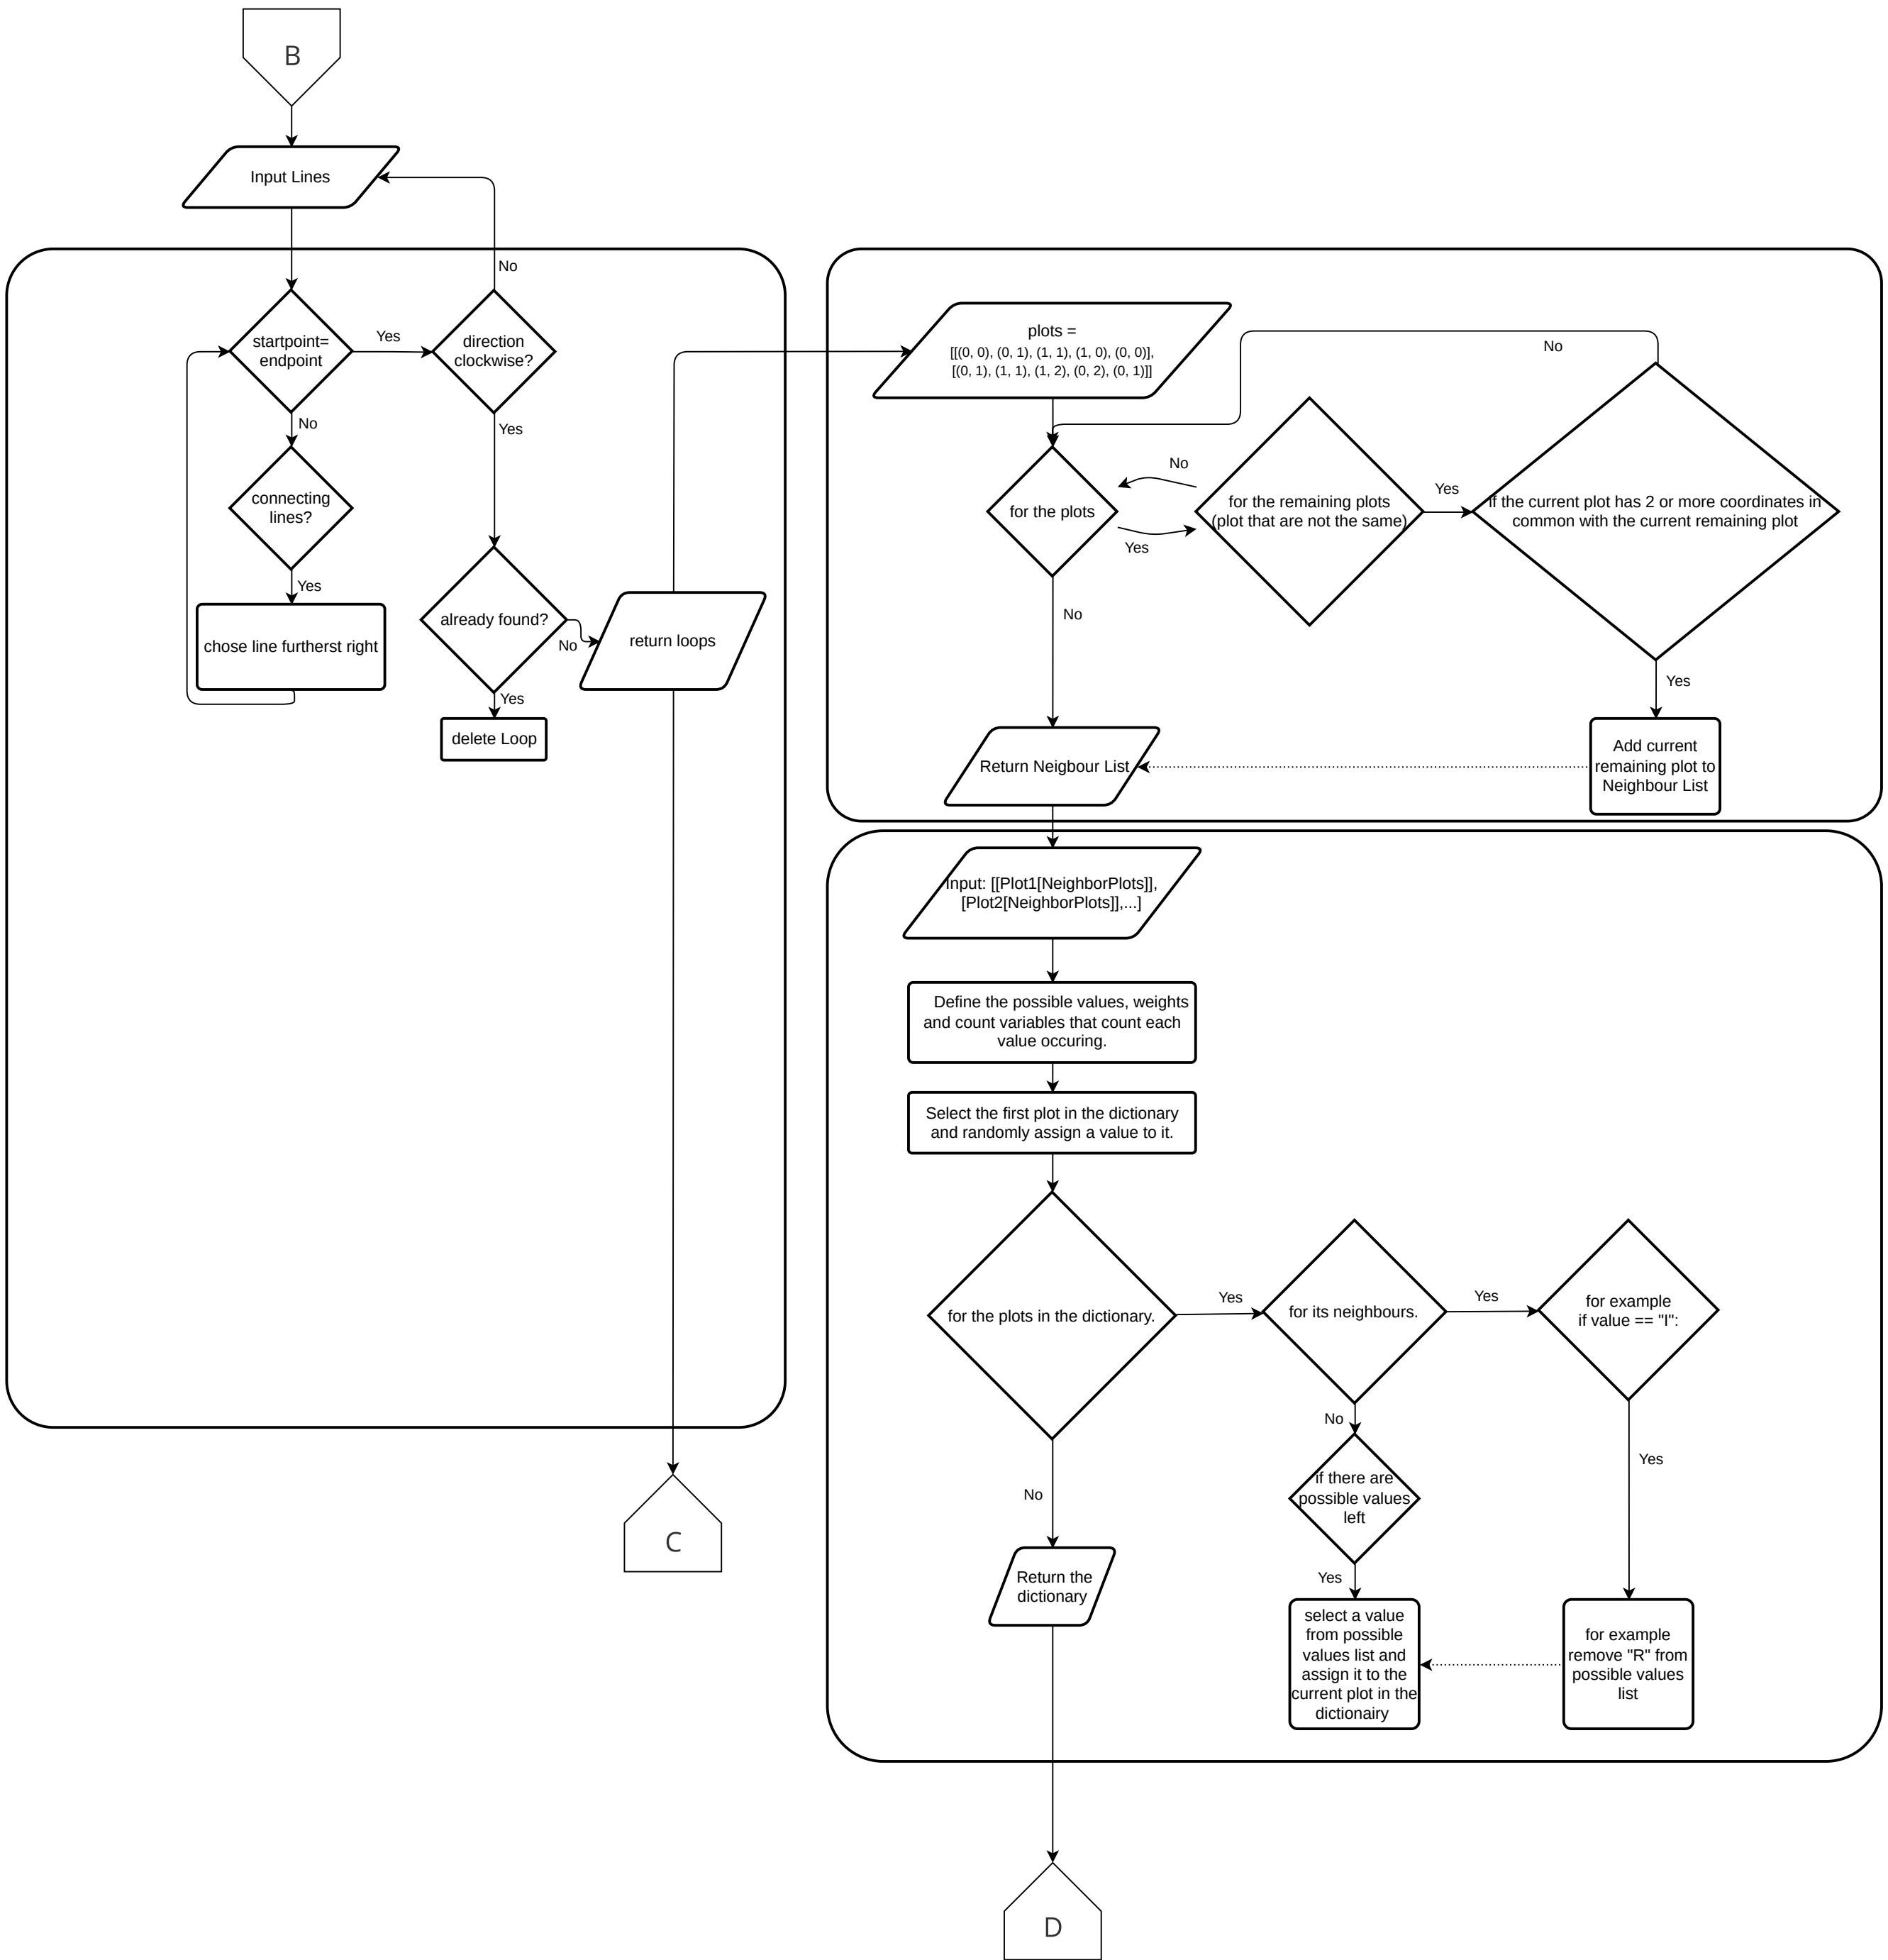 B
Input Lines
No
startpoint=
endpoint
Yes
direction
clockwise?
No
Yes
connecting
lines?
Yes
chose line furtherst right
already found?
No
return loops
Yes
delete Loop
C
plots =
[[(0, 0), (0, 1), (1, 1), (1, 0), (0, 0)],
[(0, 1), (1, 1), (1, 2), (0, 2), (0, 1)]]
No
for the plots
No
Yes
for the remaining plots
(plot that are not the same)
Yes
if the current plot has 2 or more coordinates in
common with the current remaining plot
No
Yes
Return Neigbour List
Add current
remaining plot to
Neighbour List
Input: [[Plot1[NeighborPlots]],
[Plot2[NeighborPlots]],...]
Define the possible values, weights
and count variables that count each
value occuring.
Select the first plot in the dictionary
and randomly assign a value to it.
for the plots in the dictionary.
Yes
for its neighbours.
Yes
for example
if value == "I":
No
No
Yes
if there are
possible values
left
Yes
Return the
dictionary
select a value
from possible
values list and
assign it to the
current plot in the
dictionairy
for example
remove "R" from
possible values
list
D